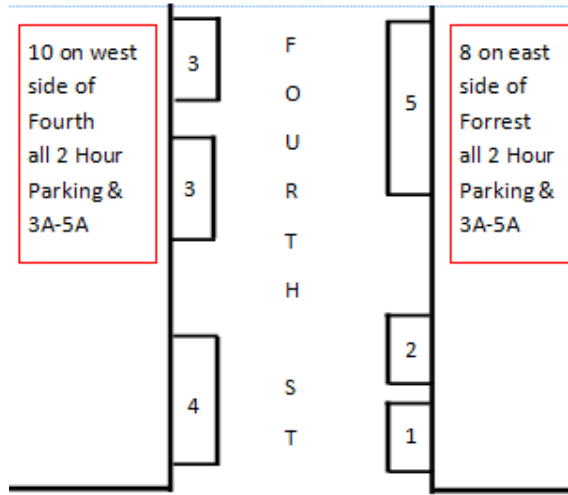 10 on west
side of
Fourth
all 2 Hour
Parking &
3A-5A
3
3
4
F
O
U
R
T
H
S
T
5
2
1
8 on east
side of
Forrest
all 2 Hour
Parking &
3A-5A